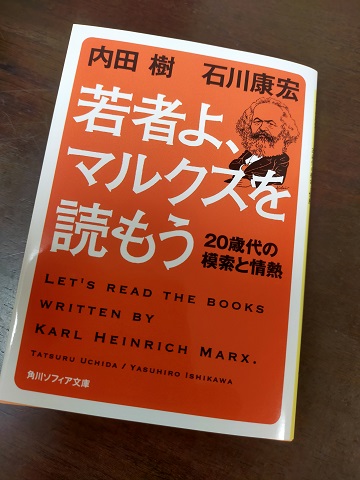 内田 樹 石川康宏
若者よ、
マルクスを
読もう
20歳代の
模索と情熱
LET'S READ THE BOOKS
WRITTEN BY
KARL HEINRICH MARX.
TATSURU UCHIDA / YASUHIRO ISHIKAWA
角川ソフィア文庫